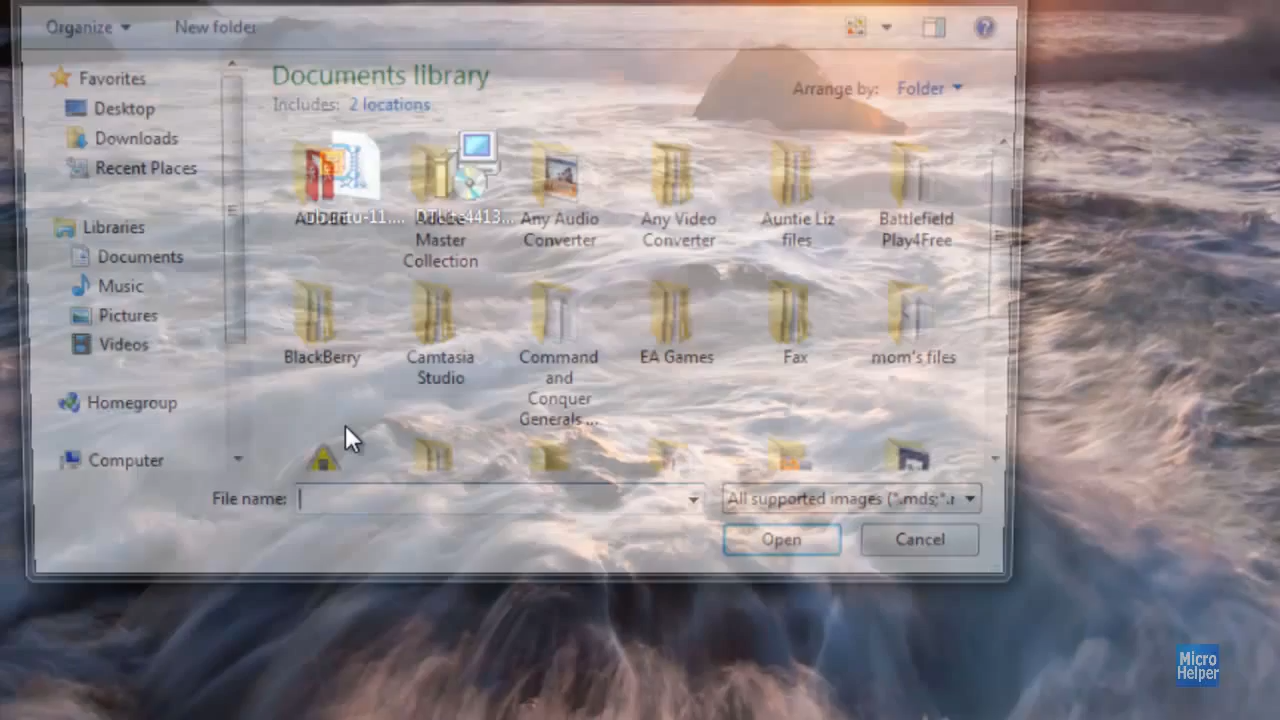 Organize
New folder
Favorites
Desktop
Downloads
Recent Places
Libraries
Documents
Music
Pictures
Videos
Homegroup
Computer
Documents library
Includes: 2 locations
Arrange by: Folder
Any Audio
Converter
Any Video
Converter
Auntie Liz
files
Battlefield
Play4Free
Master
Collection
BlackBerry
Camtasia
Studio
Command
and
Conquer
Generals ...
EA Games
Fax
mom's files
File name:
All supported images (*.mds;*.r
Open
Cancel
Micro
Helper